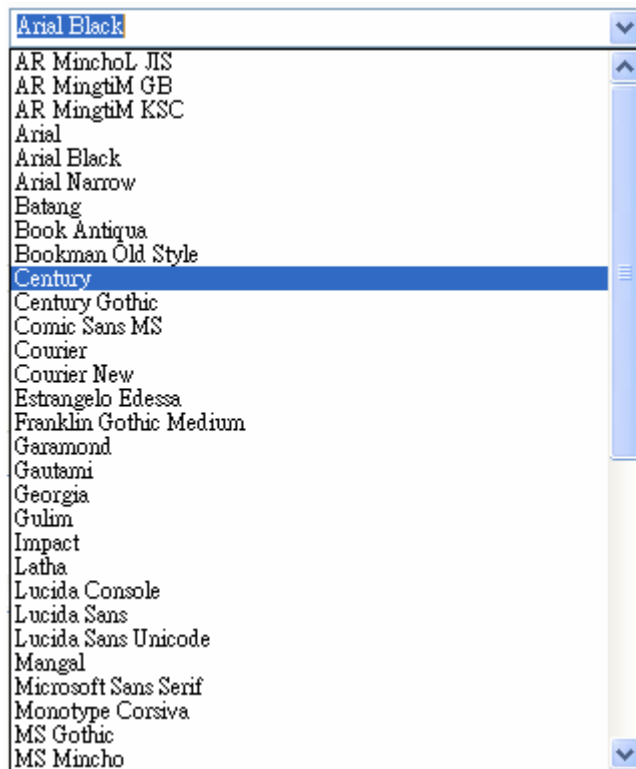 Arial Black
AR MinchoL JIS
AR MingtiM GB
AR MingtiM KSC
Arial
Arial Black
Arial Narrow
Batang
Book Antiqua
Bookman Old Style
Century
Century Gothic
Comic Sans MS
Courier
Courier New
Estrangelo Edessa
Franklin Gothic Medium
Garamond
Gautami
Georgia
Gulim
Impact
Latha
Lucida Console
Lucida Sans
Lucida Sans Unicode
Mangal
Microsoft Sans Serif
Monotype Corsiva
MS Gothic
MS Mincho